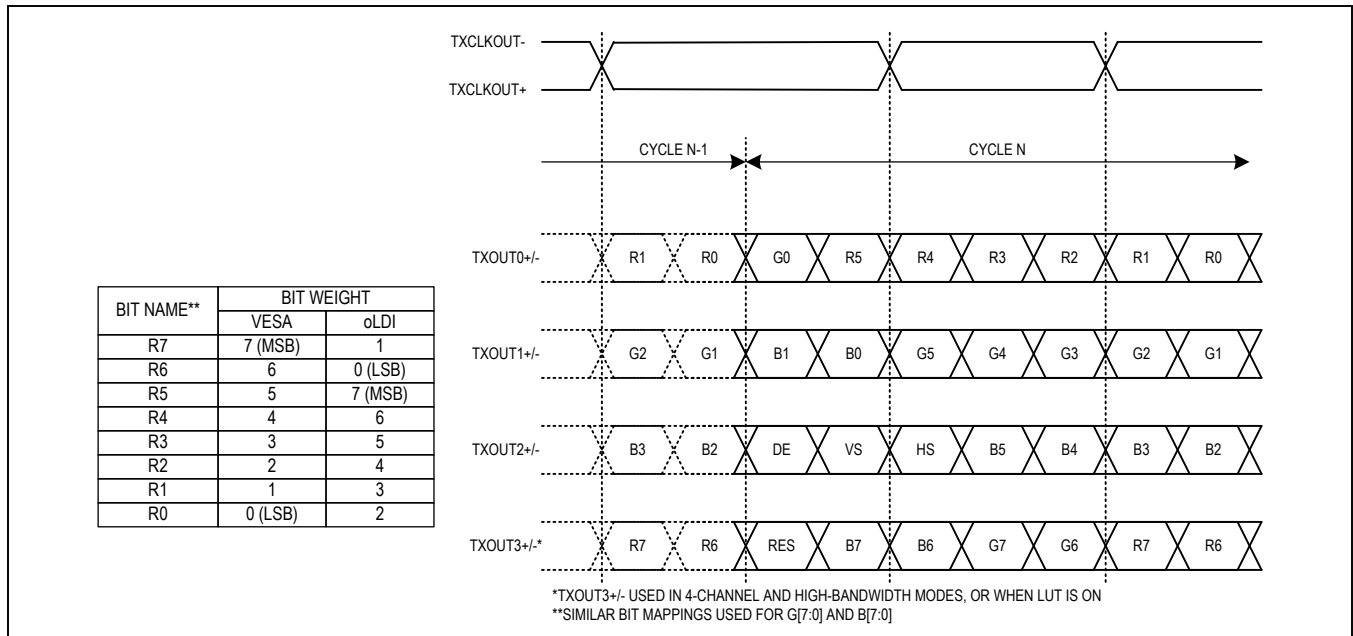 TXCLKOUT-
TXCLKOUT+
CYCLE N-1 CYCLE N
TXOUT0+/- R1 R0 G0 R5 R4 R3 R2 R1 R0
TXOUT1+/- G2 G1 B1 B0 G5 G4 G3 G2 G1
TXOUT2+/- B3 B2 DE VS HS B5 B4 B3 B2
TXOUT3+/-* R7 R6 RES B7 B6 G7 G6 R7 R6
*TXOUT3+/- USED IN 4-CHANNEL AND HIGH-BANDWIDTH MODES, OR WHEN LUT IS ON
**SIMILAR BIT MAPPINGS USED FOR G[7:0] AND B[7:0]
BIT NAME** BIT WEIGHT
VESA oLDI
R7 7 (MSB) 1
R6 6 0 (LSB)
R5 5 7 (MSB)
R4 4 6
R3 3 5
R2 2 4
R1 1 3
R0 0 (LSB) 2